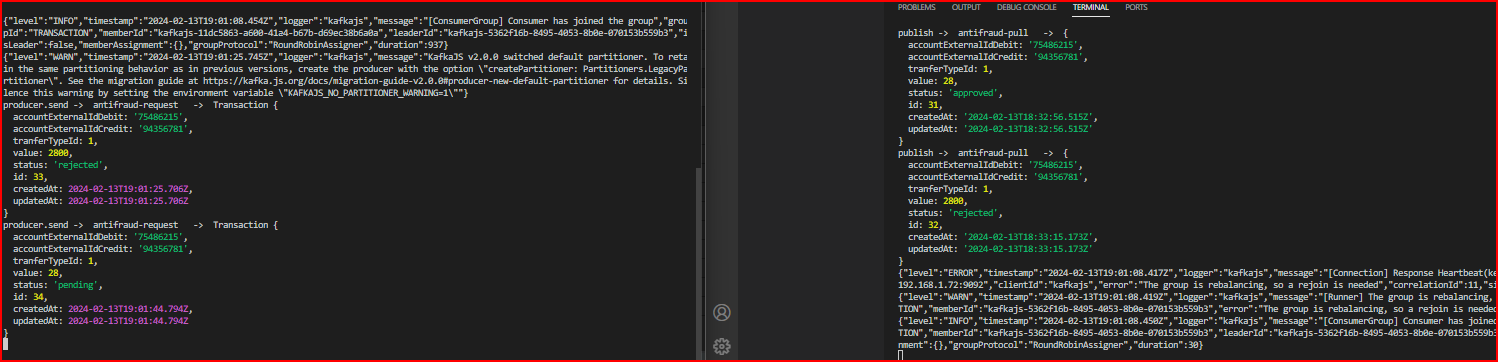 {"level":"INFO","timestamp":"2024-02-13T19:01:08.454Z","logger":"kafkajs","message":"[ConsumerGroup] Consumer has joined the group","grou
pId":"TRANSACTION","memberId":"kafkajs-11dc5863-a600-41a4-b67b-d69ec38b6a0a","leaderId":"kafkajs-5362f16b-8495-4053-8b0e-070153b559b3","i
sLeader":false,"memberAssignment":{},"groupProtocol":"RoundRobinAssigner","duration":937}
{"level":"WARN","timestamp":"2024-02-13T19:01:25.745Z","logger":"kafkajs","message":"KafkaJS v2.0.0 switched default partitioner. To reta
in the same partitioning behavior as in previous versions, create the producer with the option \"createPartitioner: Partitioners.LegacyPa
rtitioner\". See the migration guide at https://kafka.js.org/docs/migration-guide-v2.0.0#producer-new-default-partitioner for details. Si
lence this warning by setting the environment variable \"KAFKAJS_NO_PARTITIONER_WARNING=1\""}
producer.send -> antifraud-request -> Transaction {
accountExternalIdDebit: '75486215',
accountExternalIdCredit: '94356781',
tranferTypeId: 1,
value: 2800,
status: 'rejected',
id: 33,
createdAt: 2024-02-13T19:01:25.706Z,
updatedAt: 2024-02-13T19:01:25.706Z
}
producer.send -> antifraud-request -> Transaction {
accountExternalIdDebit: '75486215',
accountExternalIdCredit: '94356781',
tranferTypeId: 1,
value: 28,
status: 'pending',
id: 34,
createdAt: 2024-02-13T19:01:44.794Z,
updatedAt: 2024-02-13T19:01:44.794Z
}
PROBLEMS OUTPUT DEBUG CONSOLE TERMINAL PORTS
publish -> antifraud-pull -> {
accountExternalIdDebit: '75486215',
accountExternalIdCredit: '94356781',
tranferTypeId: 1,
value: 28,
status: 'approved',
id: 31,
createdAt: '2024-02-13T18:32:56.515Z',
updatedAt: '2024-02-13T18:32:56.515Z'
}
publish -> antifraud-pull -> {
accountExternalIdDebit: '75486215',
accountExternalIdCredit: '94356781',
tranferTypeId: 1,
value: 2800,
status: 'rejected',
id: 32,
createdAt: '2024-02-13T18:33:15.173Z',
updatedAt: '2024-02-13T18:33:15.173Z'
}
{"level":"ERROR","timestamp":"2024-02-13T19:01:08.417Z","logger":"kafkajs","message":"[Connection] Response Heartbeat(ke
192.168.1.72:9092","clientId":"kafkajs","error":"The group is rebalancing, so a rejoin is needed","correlationId":11,"si
{"level":"WARN","timestamp":"2024-02-13T19:01:08.419Z","logger":"kafkajs","message":"[Runner] The group is rebalancing,
TION","memberId":"kafkajs-5362f16b-8495-4053-8b0e-070153b559b3","error":"The group is rebalancing, so a rejoin is neede
{"level":"INFO","timestamp":"2024-02-13T19:01:08.450Z","logger":"kafkajs","message":"[ConsumerGroup] Consumer has joined
TION","memberId":"kafkajs-5362f16b-8495-4053-8b0e-070153b559b3","leaderId":"kafkajs-5362f16b-8495-4053-8b0e-070153b559b3
nment":{},"groupProtocol":"RoundRobinAssigner","duration":30}